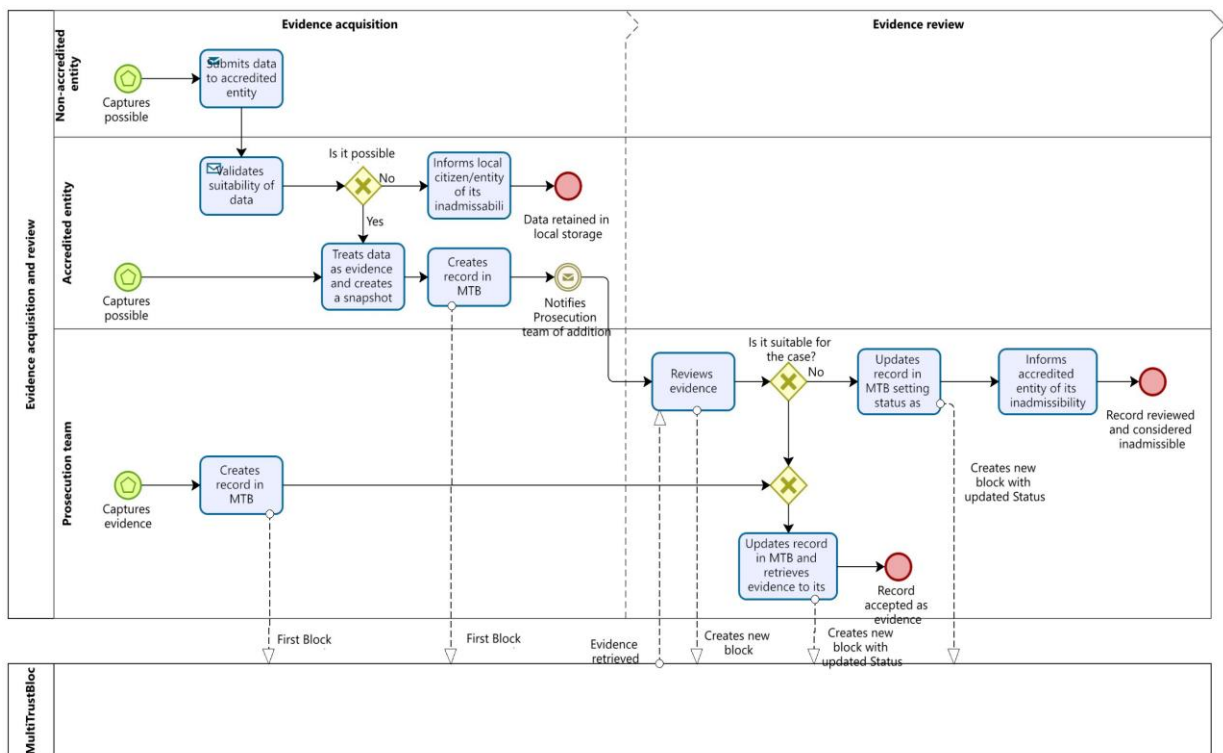 Evidence acquisition
Evidence review
Evidence acquisition and review
Non-accredited
entity
Captures
possible
Submits data
to accredited
entity
Accredited entity
Validates
suitability of
data
Is it possible
No
Yes
Informs local
citizen/entity
of its
inadmissabili
Data retained in
local storage
Captures
possible
Treats data
as evidence
and creates
a snapshot
Creates
record in
MTB
Notifies
Prosecution
team of addition
Prosecution team
Reviews
evidence
Is it suitable for
the case?
No
Updates
record in
MTB setting
status as
Informs
accredited
entity of its
inadmissibility
Record reviewed
and considered
inadmissible
Captures
evidence
Creates
record in
MTB
Creates new
block with
updated Status
Updates record
in MTB and
retrieves
evidence to its
Record
accepted as
evidence
First Block
First Block
Evidence
retrieved
Creates new
block
Creates new
block with
updated Status
MultiTrustBloc